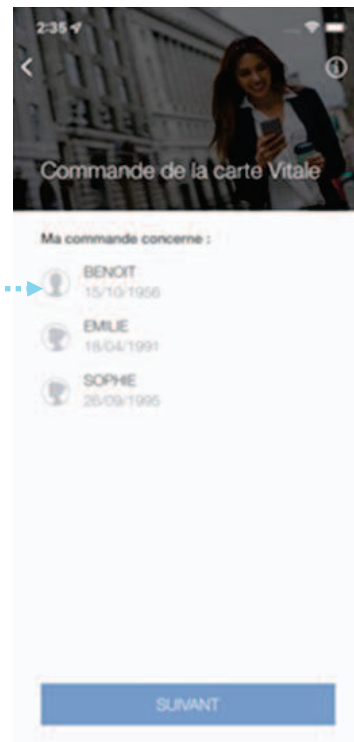 2:35
Commande de la carte Vitale
Ma commande concerne :
BENOIT
15/10/1956
EMILIE
18/04/1991
SOPHIE
26/09/1995
SUIVANT